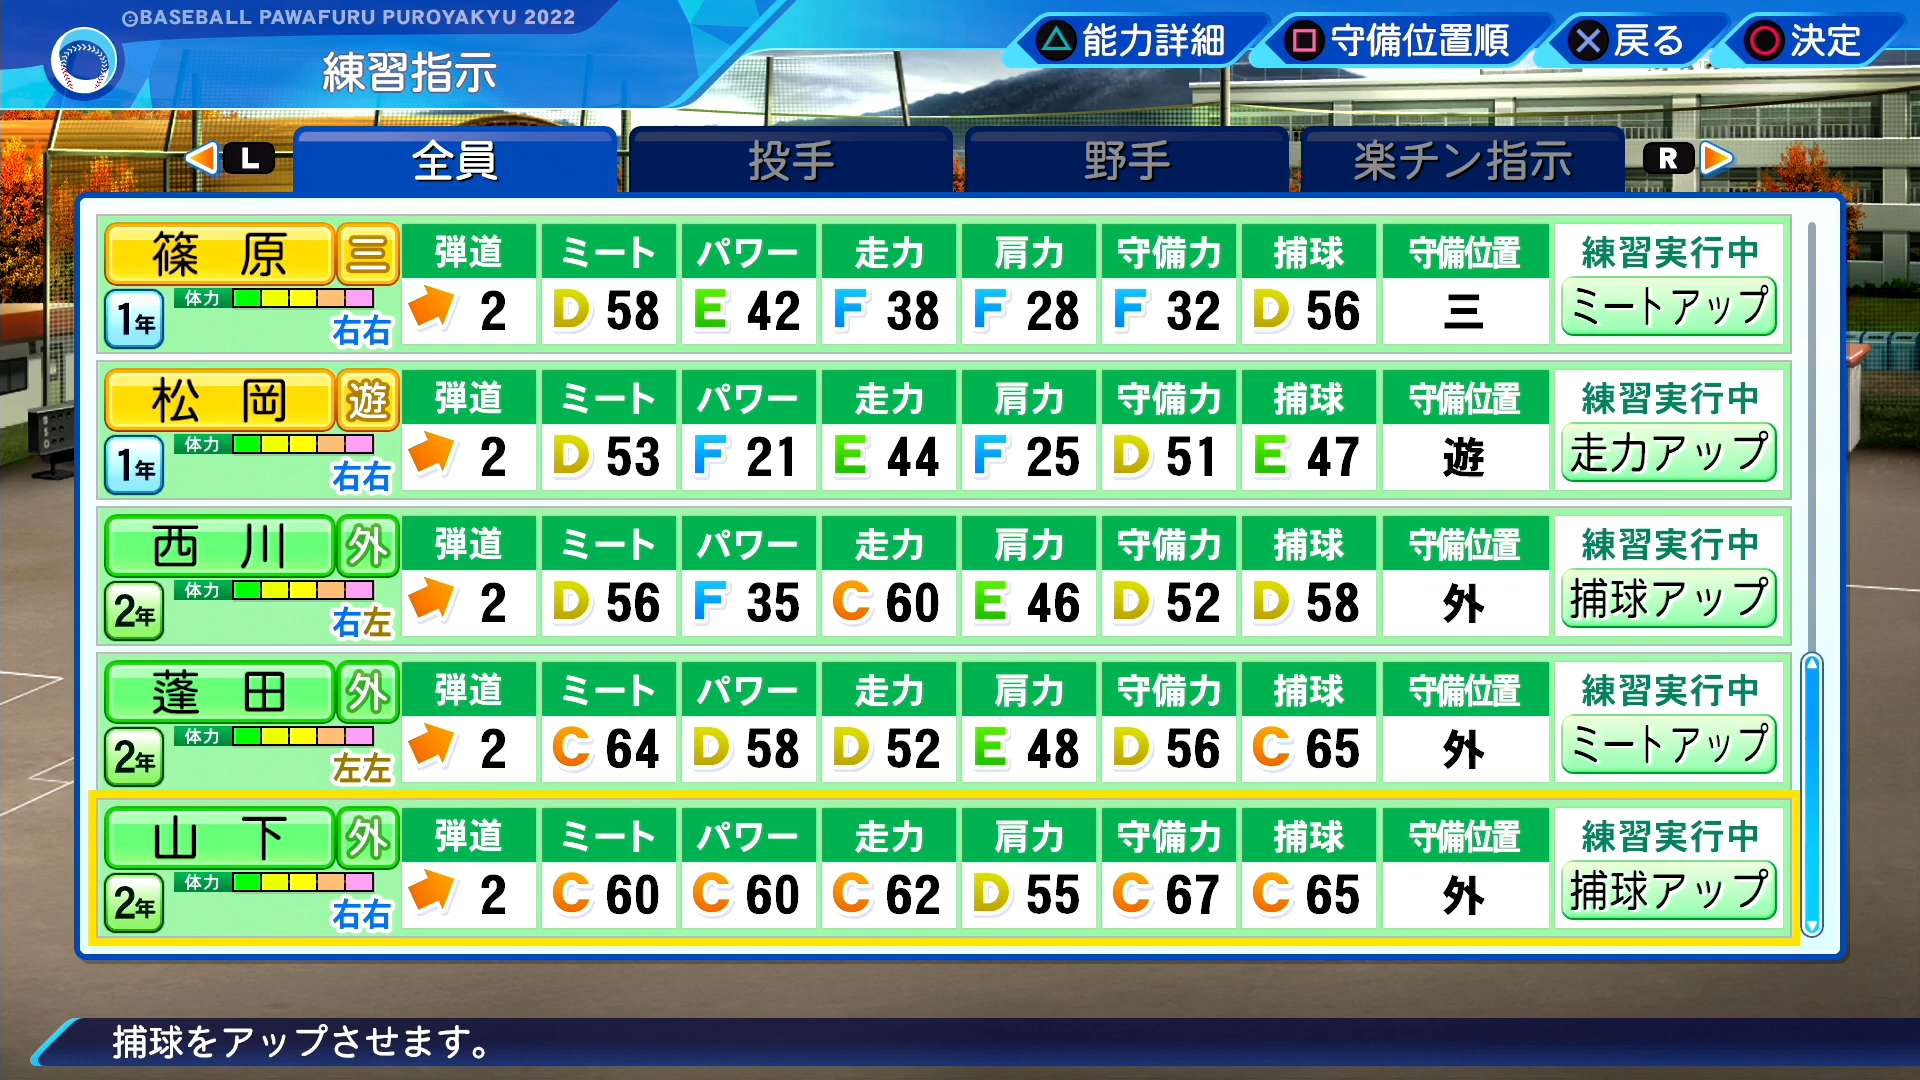 eBASEBALL PAWAFURU PUROYAKYU 2022
練習指示
能力詳細 守備位置順 戻る 決定
L 全員 投手 野手 楽チン指示 R
篠原 三 弾道 ミート パワー 走力 肩力 守備力 捕球 守備位置 練習実行中
1年 体力 右右 2 D 58 E 42 F 38 F 28 F 32 D 56 三 ミートアップ
松岡 遊 弾道 ミート パワー 走力 肩力 守備力 捕球 守備位置 練習実行中
1年 体力 右右 2 D 53 F 21 E 44 F 25 D 51 E 47 遊 走力アップ
西川 外 弾道 ミート パワー 走力 肩力 守備力 捕球 守備位置 練習実行中
2年 体力 右左 2 D 56 F 35 C 60 E 46 D 52 D 58 外 捕球アップ
蓬田 外 弾道 ミート パワー 走力 肩力 守備力 捕球 守備位置 練習実行中
2年 体力 左左 2 C 64 D 58 D 52 E 48 D 56 C 65 外 ミートアップ
山下 外 弾道 ミート パワー 走力 肩力 守備力 捕球 守備位置 練習実行中
2年 体力 右右 2 C 60 C 60 C 62 D 55 C 67 C 65 外 捕球アップ
捕球をアップさせます。